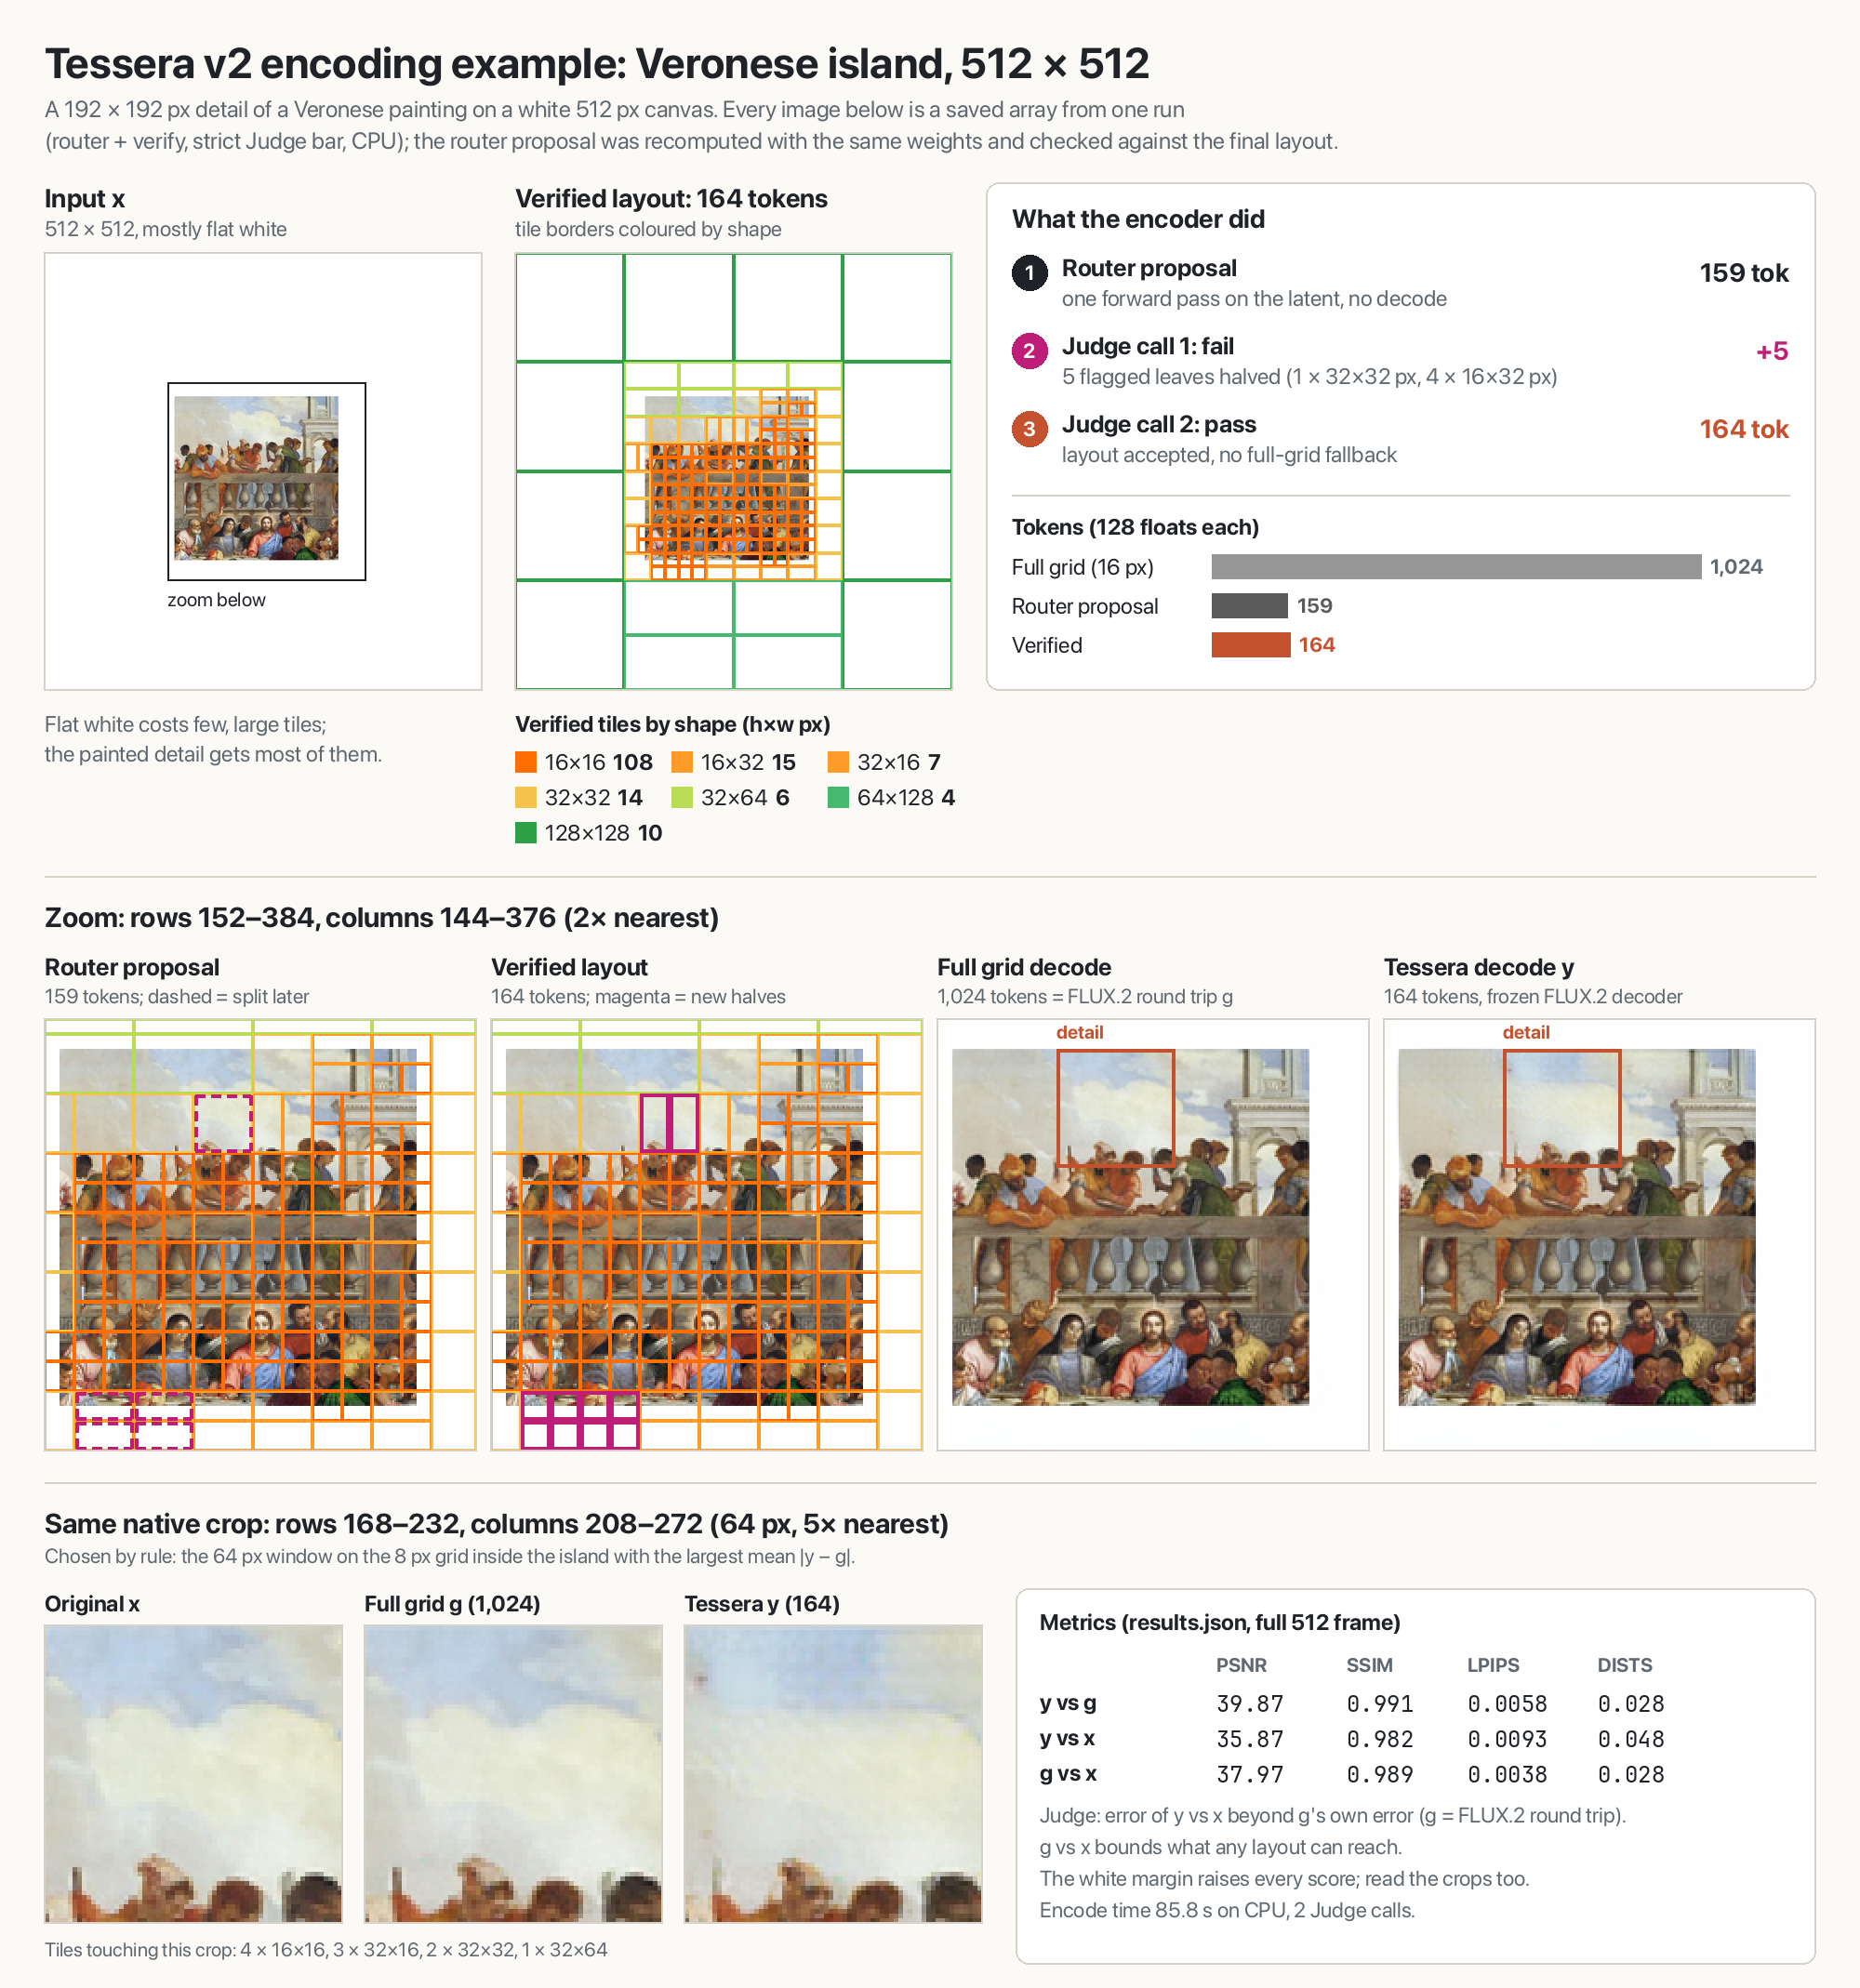 Tessera v2 encoding example: Veronese island, 512 × 512
A 192 × 192 px detail of a Veronese painting on a white 512 px canvas. Every image below is a saved array from one run
(router + verify, strict Judge bar, CPU); the router proposal was recomputed with the same weights and checked against the final layout.
Input x
512 × 512, mostly flat white
zoom below
Flat white costs few, large tiles;
the painted detail gets most of them.
Verified layout: 164 tokens
tile borders coloured by shape
Verified tiles by shape (h×w px)
16×16 108 16×32 15 32×16 7
32×32 14 32×64 6 64×128 4
128×128 10
What the encoder did
1 Router proposal 159 tok
one forward pass on the latent, no decode
2 Judge call 1: fail +5
5 flagged leaves halved (1 × 32×32 px, 4 × 16×32 px)
3 Judge call 2: pass 164 tok
layout accepted, no full-grid fallback
Tokens (128 floats each)
Full grid (16 px) 1,024
Router proposal 159
Verified 164
Zoom: rows 152–384, columns 144–376 (2× nearest)
Router proposal
159 tokens; dashed = split later
Verified layout
164 tokens; magenta = new halves
Full grid decode
1,024 tokens = FLUX.2 round trip g
detail
Tessera decode y
164 tokens, frozen FLUX.2 decoder
detail
Same native crop: rows 168–232, columns 208–272 (64 px, 5× nearest)
Chosen by rule: the 64 px window on the 8 px grid inside the island with the largest mean |y − g|.
Original x
Full grid g (1,024)
Tessera y (164)
Tiles touching this crop: 4 × 16×16, 3 × 32×16, 2 × 32×32, 1 × 32×64
Metrics (results.json, full 512 frame)
PSNR SSIM LPIPS DISTS
y vs g 39.87 0.991 0.0058 0.028
y vs x 35.87 0.982 0.0093 0.048
g vs x 37.97 0.989 0.0038 0.028
Judge: error of y vs x beyond g's own error (g = FLUX.2 round trip).
g vs x bounds what any layout can reach.
The white margin raises every score; read the crops too.
Encode time 85.8 s on CPU, 2 Judge calls.